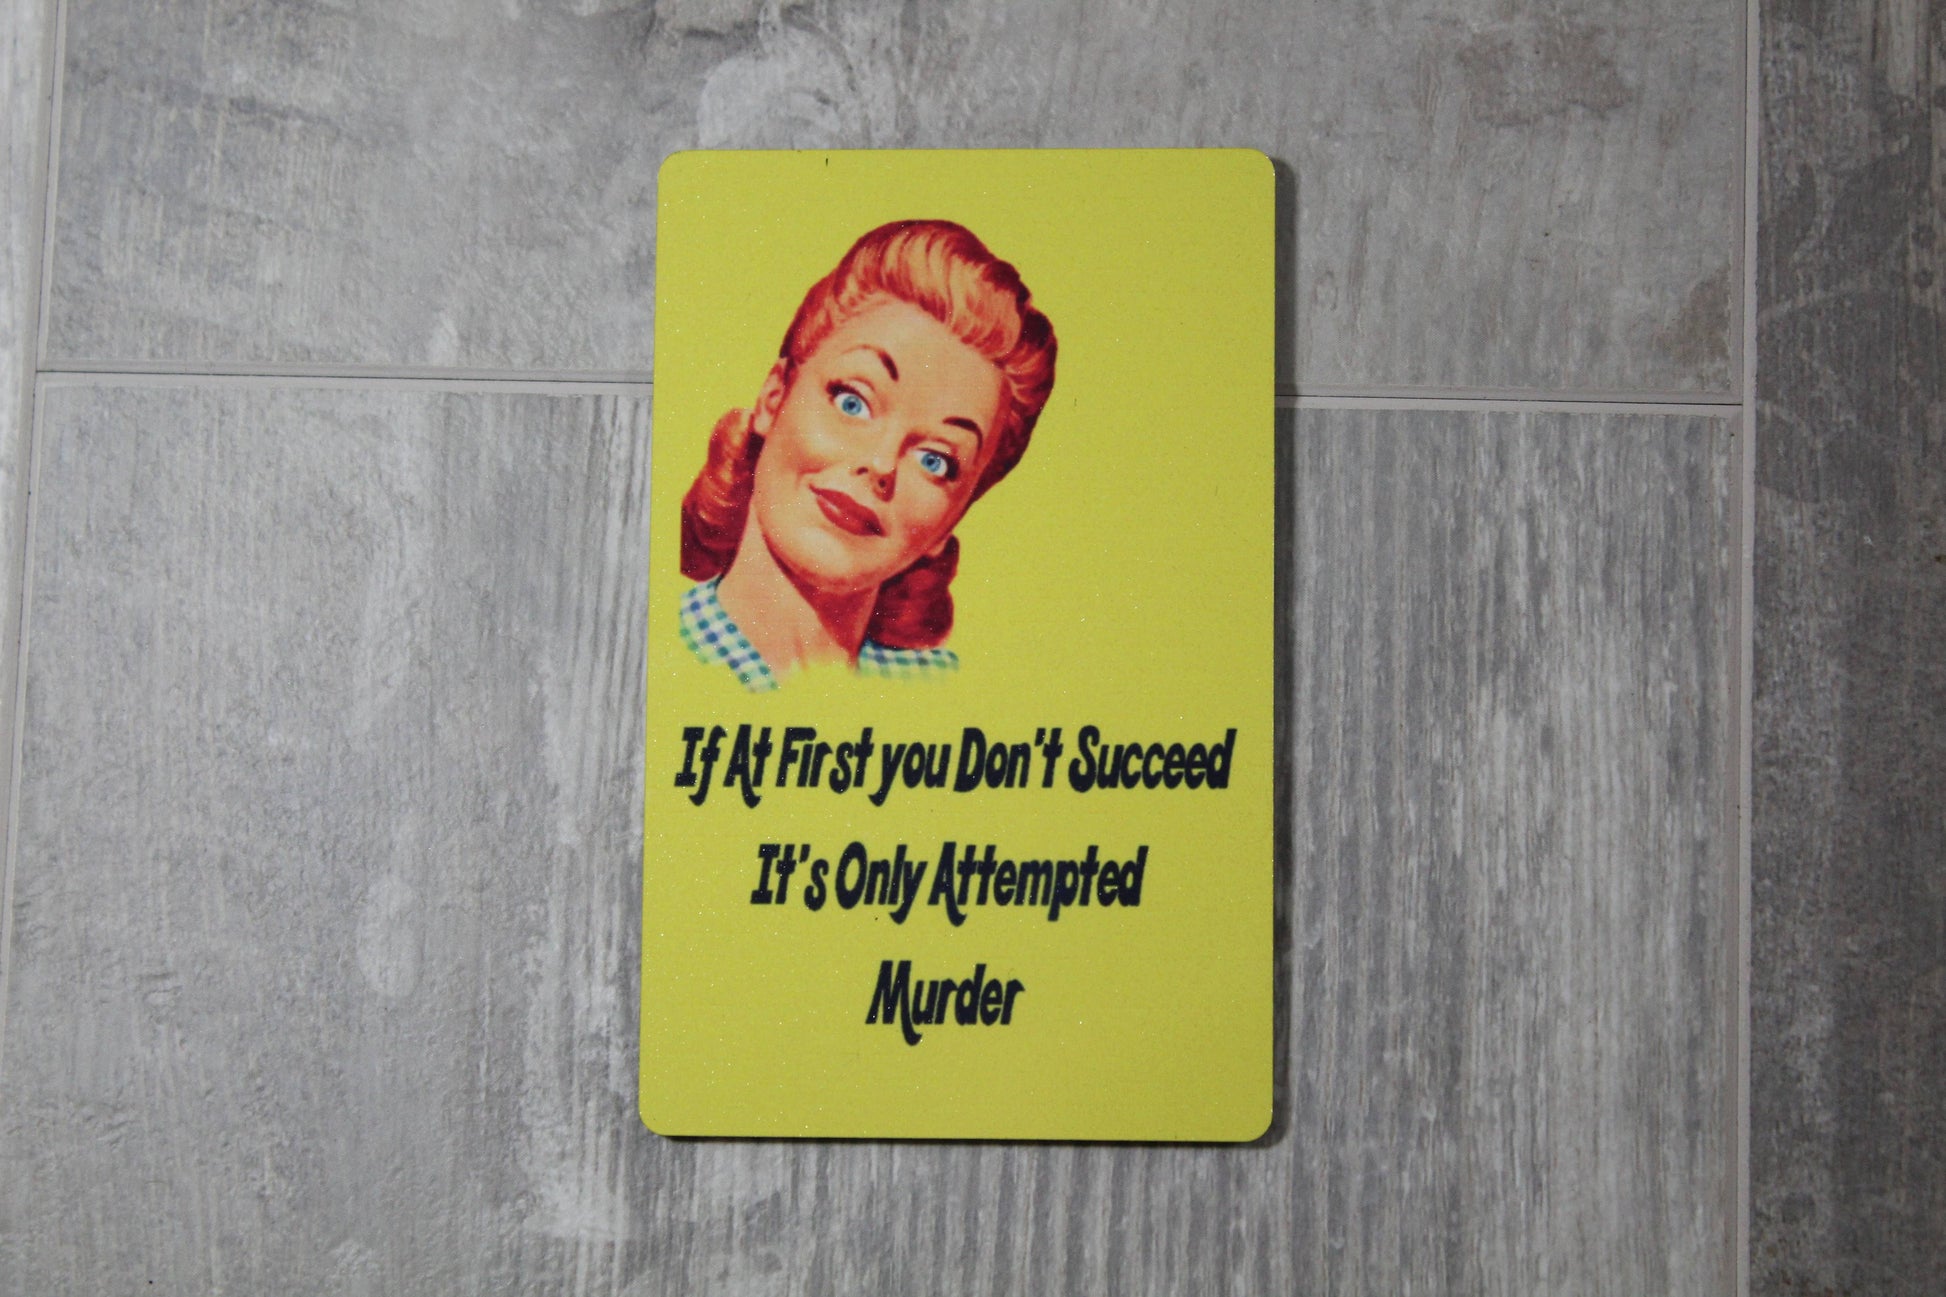 If At First you Don't Succeed
It's Only Attempted
Murder